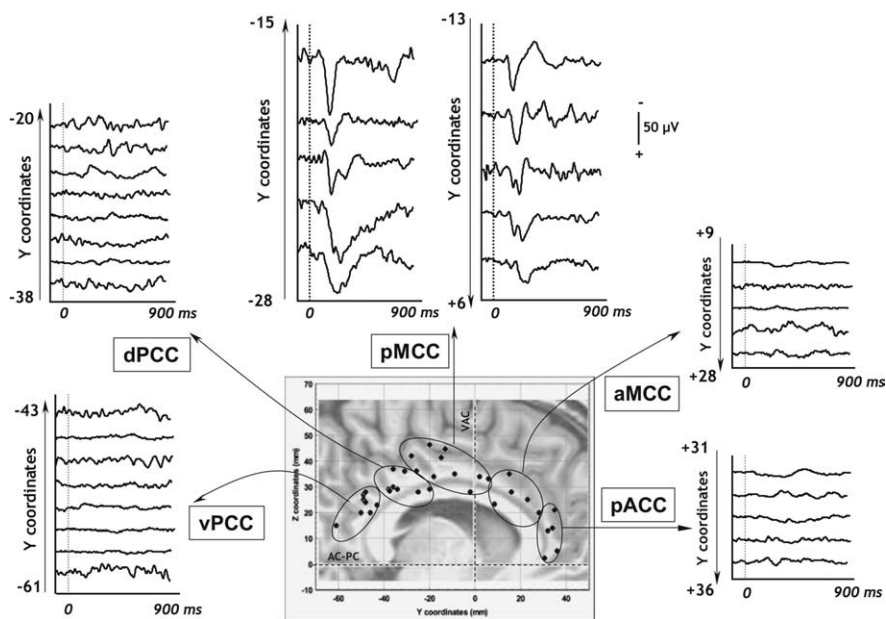 -15
-28
Y coordinates
0
900 ms
-13
+6
Y coordinates
0
900 ms
-
50 µV
+
-20
-38
Y coordinates
0
900 ms
+9
+28
Y coordinates
0
900 ms
dPCC
pMCC
aMCC
-43
-61
Y coordinates
0
900 ms
vPCC
pACC
+31
+36
Y coordinates
0
900 ms
VAC
AC-PC
Z coordinates (mm)
70
60
50
40
30
20
10
0
-10
-60
-40
-20
0
20
40
Y coordinates (mm)